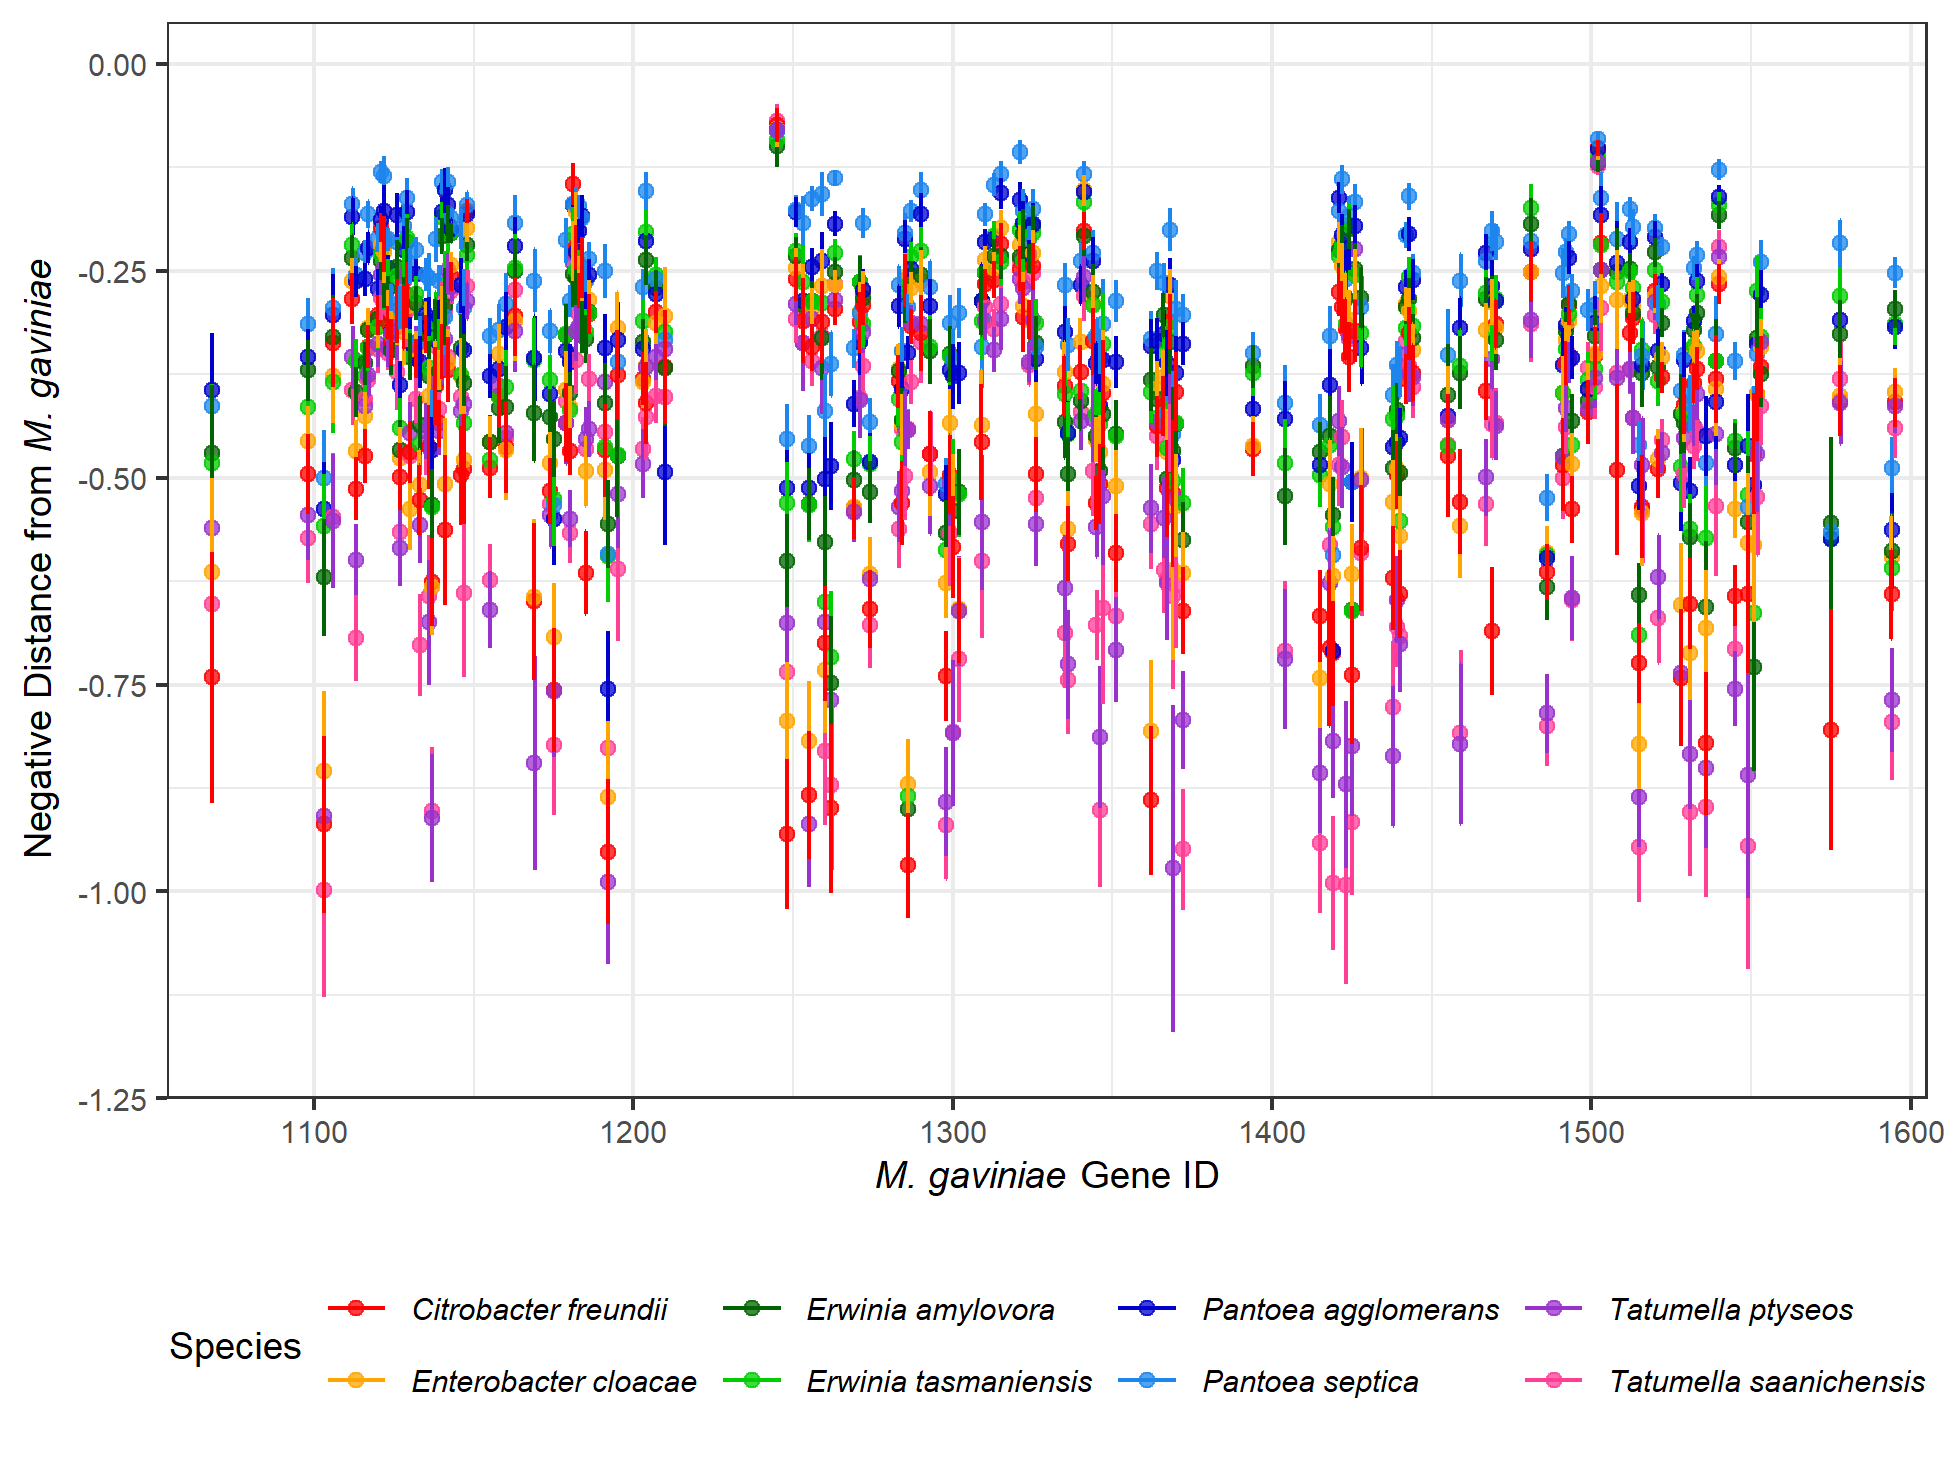 0.00
-0.25
-0.50
-0.75
-1.00
-1.25
Negative Distance from M. gaviniae
1100 1200 1300 1400 1500 1600
M. gaviniae Gene ID
Species
Citrobacter freundii Erwinia amylovora Pantoea agglomerans Tatumella ptyseos
Enterobacter cloacae Erwinia tasmaniensis Pantoea septica Tatumella saanichensis